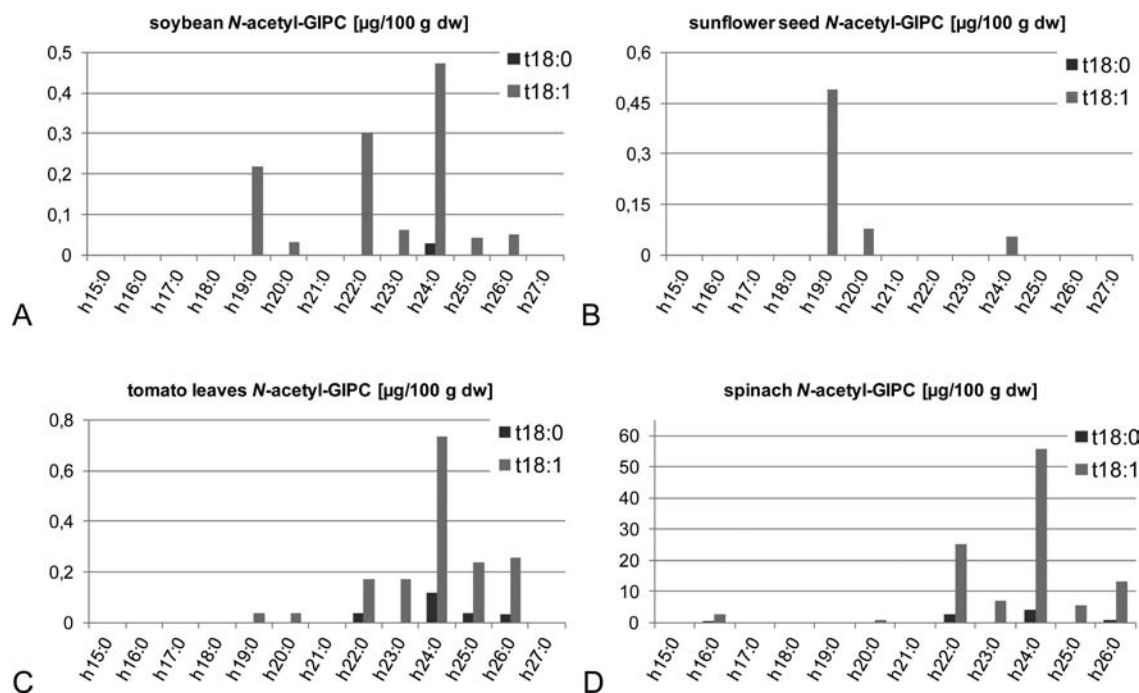 soybean N-acetyl-GIPC [µg/100 g dw]
0,5
0,4
0,3
0,2
0,1
0
t18:0
t18:1
h15:0 h16:0 h17:0 h18:0 h19:0 h20:0 h21:0 h22:0 h23:0 h24:0 h25:0 h26:0 h27:0
A
sunflower seed N-acetyl-GIPC [µg/100 g dw]
0,6
0,45
0,3
0,15
0
t18:0
t18:1
h15:0 h16:0 h17:0 h18:0 h19:0 h20:0 h21:0 h22:0 h23:0 h24:0 h25:0 h26:0 h27:0
B
tomato leaves N-acetyl-GIPC [µg/100 g dw]
0,8
0,6
0,4
0,2
0
t18:0
t18:1
h15:0 h16:0 h17:0 h18:0 h19:0 h20:0 h21:0 h22:0 h23:0 h24:0 h25:0 h26:0 h27:0
C
spinach N-acetyl-GIPC [µg/100 g dw]
60
50
40
30
20
10
0
t18:0
t18:1
h15:0 h16:0 h17:0 h18:0 h19:0 h20:0 h21:0 h22:0 h23:0 h24:0 h25:0 h26:0
D